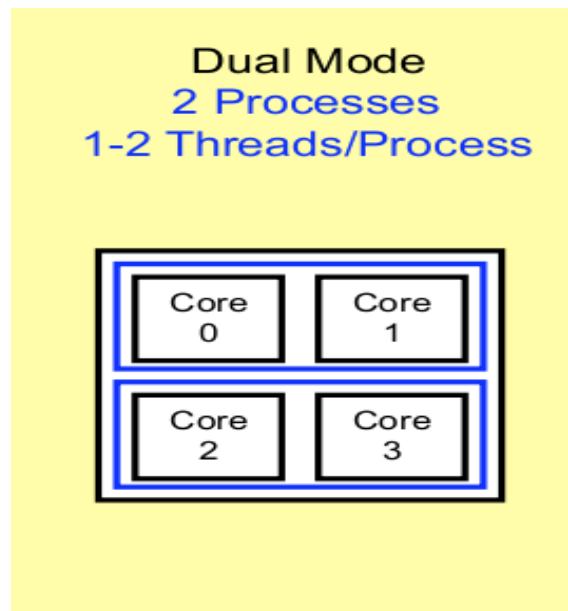 Dual Mode
2 Processes
1-2 Threads/Process
Core
0
Core
1
Core
2
Core
3